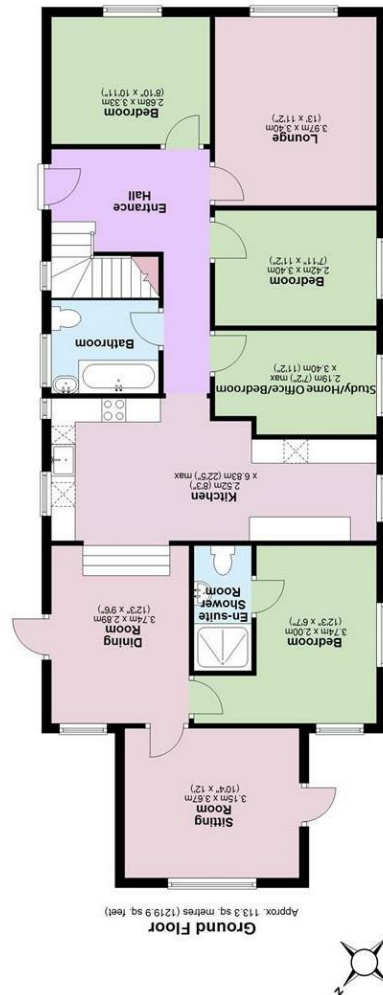 N
Ground Floor
Approx. 113.3 sq. metres (1219.9 sq. feet)
Sitting
Room
3.15m x 3.67m
(10'4" x 12')
Bedroom
3.74m x 2.00m
(12'3" x 6'7")
En-suite
Shower
Room
Dining
Room
3.74m x 2.89m
(12'3" x 9'6")
Kitchen
2.52m (8'3")
x 6.83m (22'5") max
Study/Home Office/Bedroom
2.19m (7'2") max
x 3.40m (11'2")
Bathroom
Bedroom
2.42m x 3.40m
(7'11" x 11'2")
Entrance
Hall
Lounge
3.97m x 3.40m
(13' x 11'2")
Bedroom
2.68m x 3.33m
(8'10" x 10'11")